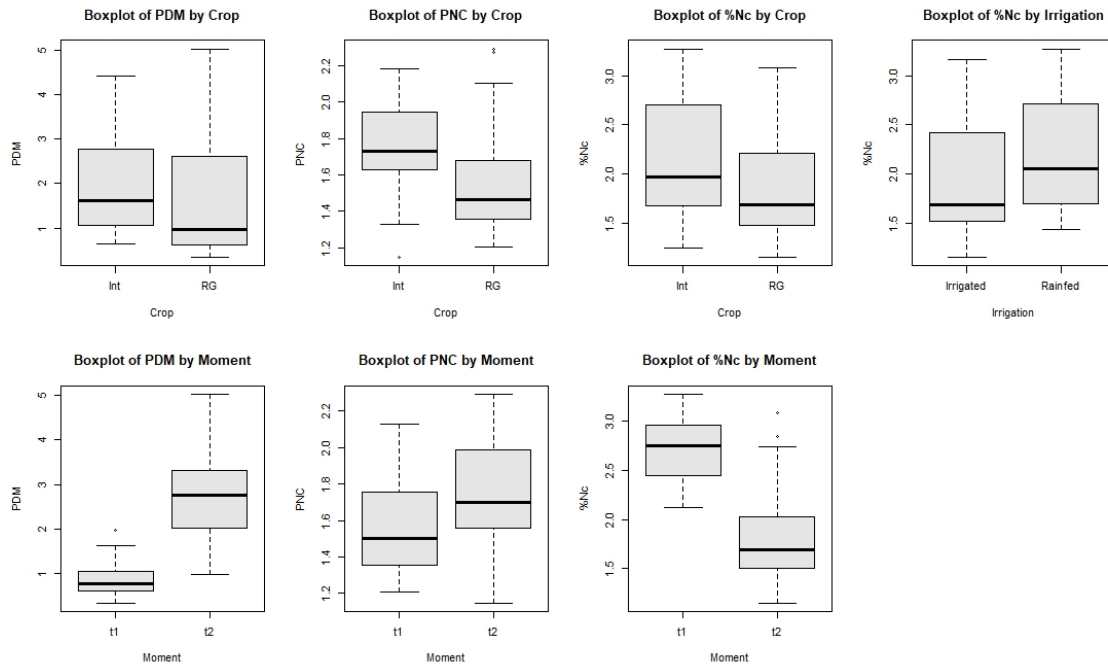 Boxplot of PDM by Crop
PDM
5
4
3
2
1
Int RG
Crop
Boxplot of PNC by Crop
PNC
2.2
2.0
1.8
1.6
1.4
1.2
Int RG
Crop
Boxplot of %Nc by Crop
%Nc
3.0
2.5
2.0
1.5
Int RG
Crop
Boxplot of %Nc by Irrigation
%Nc
3.0
2.5
2.0
1.5
Irrigated Rainfed
Irrigation
Boxplot of PDM by Moment
PDM
5
4
3
2
1
t1 t2
Moment
Boxplot of PNC by Moment
PNC
2.2
2.0
1.8
1.6
1.4
1.2
t1 t2
Moment
Boxplot of %Nc by Moment
%Nc
3.0
2.5
2.0
1.5
t1 t2
Moment